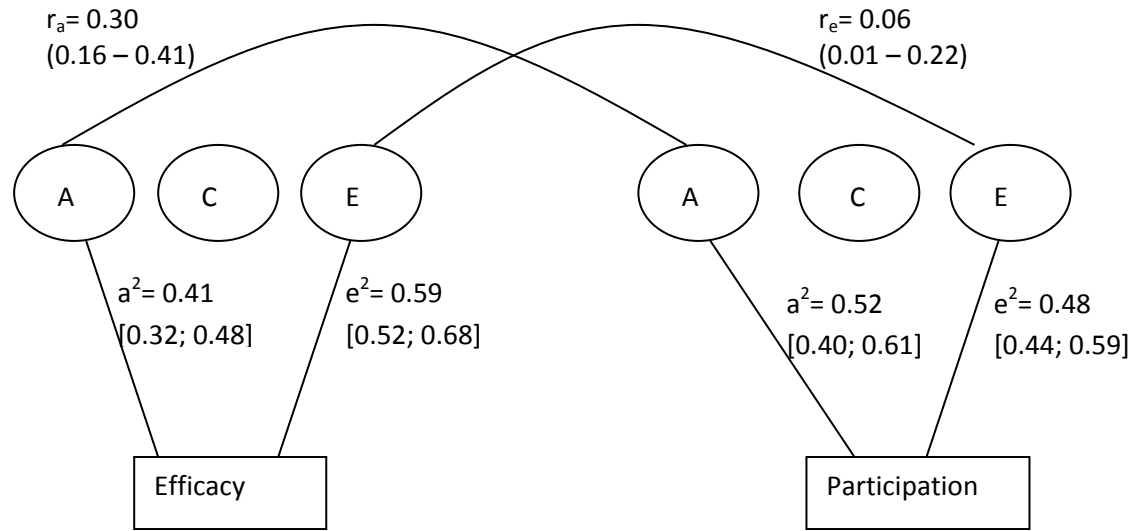 rₐ= 0.30
(0.16 – 0.41)
rₑ= 0.06
(0.01 – 0.22)
A
C
E
A
C
E
a²= 0.41
[0.32; 0.48]
e²= 0.59
[0.52; 0.68]
a²= 0.52
[0.40; 0.61]
e²= 0.48
[0.44; 0.59]
Efficacy
Participation